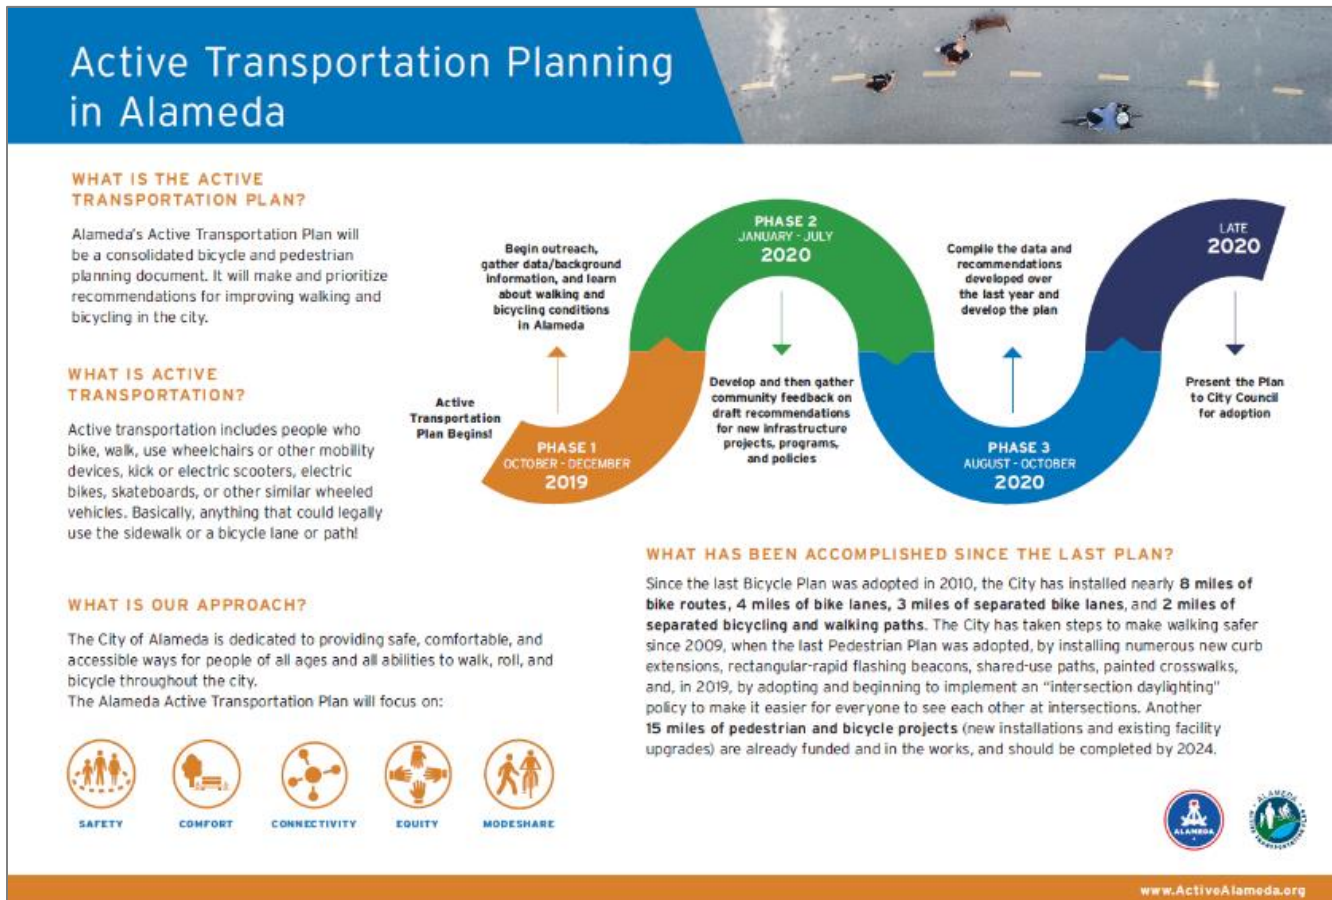 Active Transportation Planning
in Alameda
WHAT IS THE ACTIVE
TRANSPORTATION PLAN?
Alameda's Active Transportation Plan will
be a consolidated bicycle and pedestrian
planning document. It will make and prioritize
recommendations for improving walking and
bicycling in the city.
WHAT IS ACTIVE
TRANSPORTATION?
Active transportation includes people who
bike, walk, use wheelchairs or other mobility
devices, kick or electric scooters, electric
bikes, skateboards, or other similar wheeled
vehicles. Basically, anything that could legally
use the sidewalk or a bicycle lane or path!
WHAT IS OUR APPROACH?
The City of Alameda is dedicated to providing safe, comfortable, and
accessible ways for people of all ages and all abilities to walk, roll, and
bicycle throughout the city.
The Alameda Active Transportation Plan will focus on:
SAFETY
COMFORT
CONNECTIVITY
EQUITY
MODESHARE
Active
Transportation
Plan Begins!
Begin outreach,
gather data/background
information, and learn
about walking and
bicycling conditions
in Alameda
PHASE 1
OCTOBER - DECEMBER
2019
PHASE 2
JANUARY - JULY
2020
Develop and then gather
community feedback on
draft recommendations
for new infrastructure
projects, programs,
and policies
Compile the data and
recommendations
developed over
the last year and
develop the plan
PHASE 3
AUGUST - OCTOBER
2020
LATE
2020
Present the Plan
to City Council
for adoption
WHAT HAS BEEN ACCOMPLISHED SINCE THE LAST PLAN?
Since the last Bicycle Plan was adopted in 2010, the City has installed nearly 8 miles of
bike routes, 4 miles of bike lanes, 3 miles of separated bike lanes, and 2 miles of
separated bicycling and walking paths. The City has taken steps to make walking safer
since 2009, when the last Pedestrian Plan was adopted, by installing numerous new curb
extensions, rectangular-rapid flashing beacons, shared-use paths, painted crosswalks,
and, in 2019, by adopting and beginning to implement an "intersection daylighting"
policy to make it easier for everyone to see each other at intersections. Another
15 miles of pedestrian and bicycle projects (new installations and existing facility
upgrades) are already funded and in the works, and should be completed by 2024.
ALAMEDA
ALAMEDA
ACTIVE TRANSPORTATION PLAN
www.ActiveAlameda.org